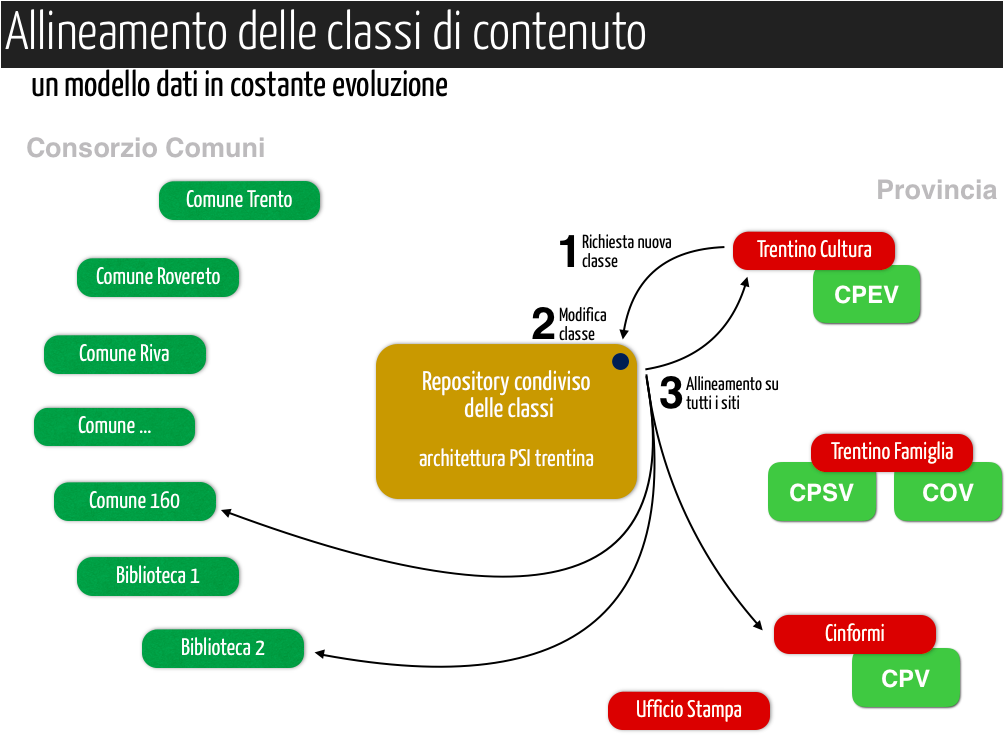 Allineamento delle classi di contenuto
un modello dati in costante evoluzione
Consorzio Comuni
Comune Trento
Comune Rovereto
Comune Riva
Comune ...
Comune 160
Biblioteca 1
Biblioteca 2
1 Richiesta nuova
classe
2 Modifica
classe
Repository condiviso
delle classi
architettura PSI trentina
3 Allineamento su
tutti i siti
Provincia
Trentino Cultura
CPEV
Trentino Famiglia
CPSV
COV
Cinformi
CPV
Ufficio Stampa